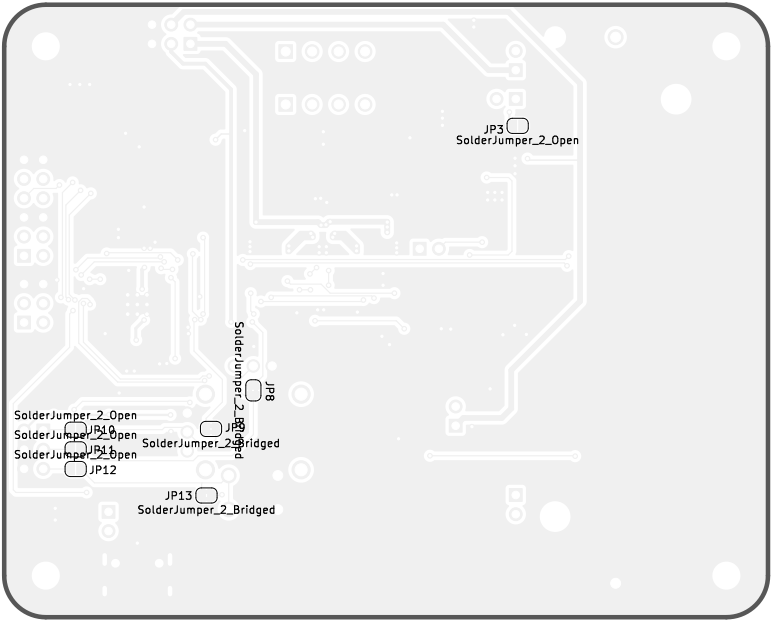 JP3
SolderJumper_2_Open
SolderJumper_2_Bridged
JP8
SolderJumper_2_Open
JP10
JP9
SolderJumper_2_Open
SolderJumper_2_Bridged
JP11
SolderJumper_2_Open
JP12
JP13
SolderJumper_2_Bridged